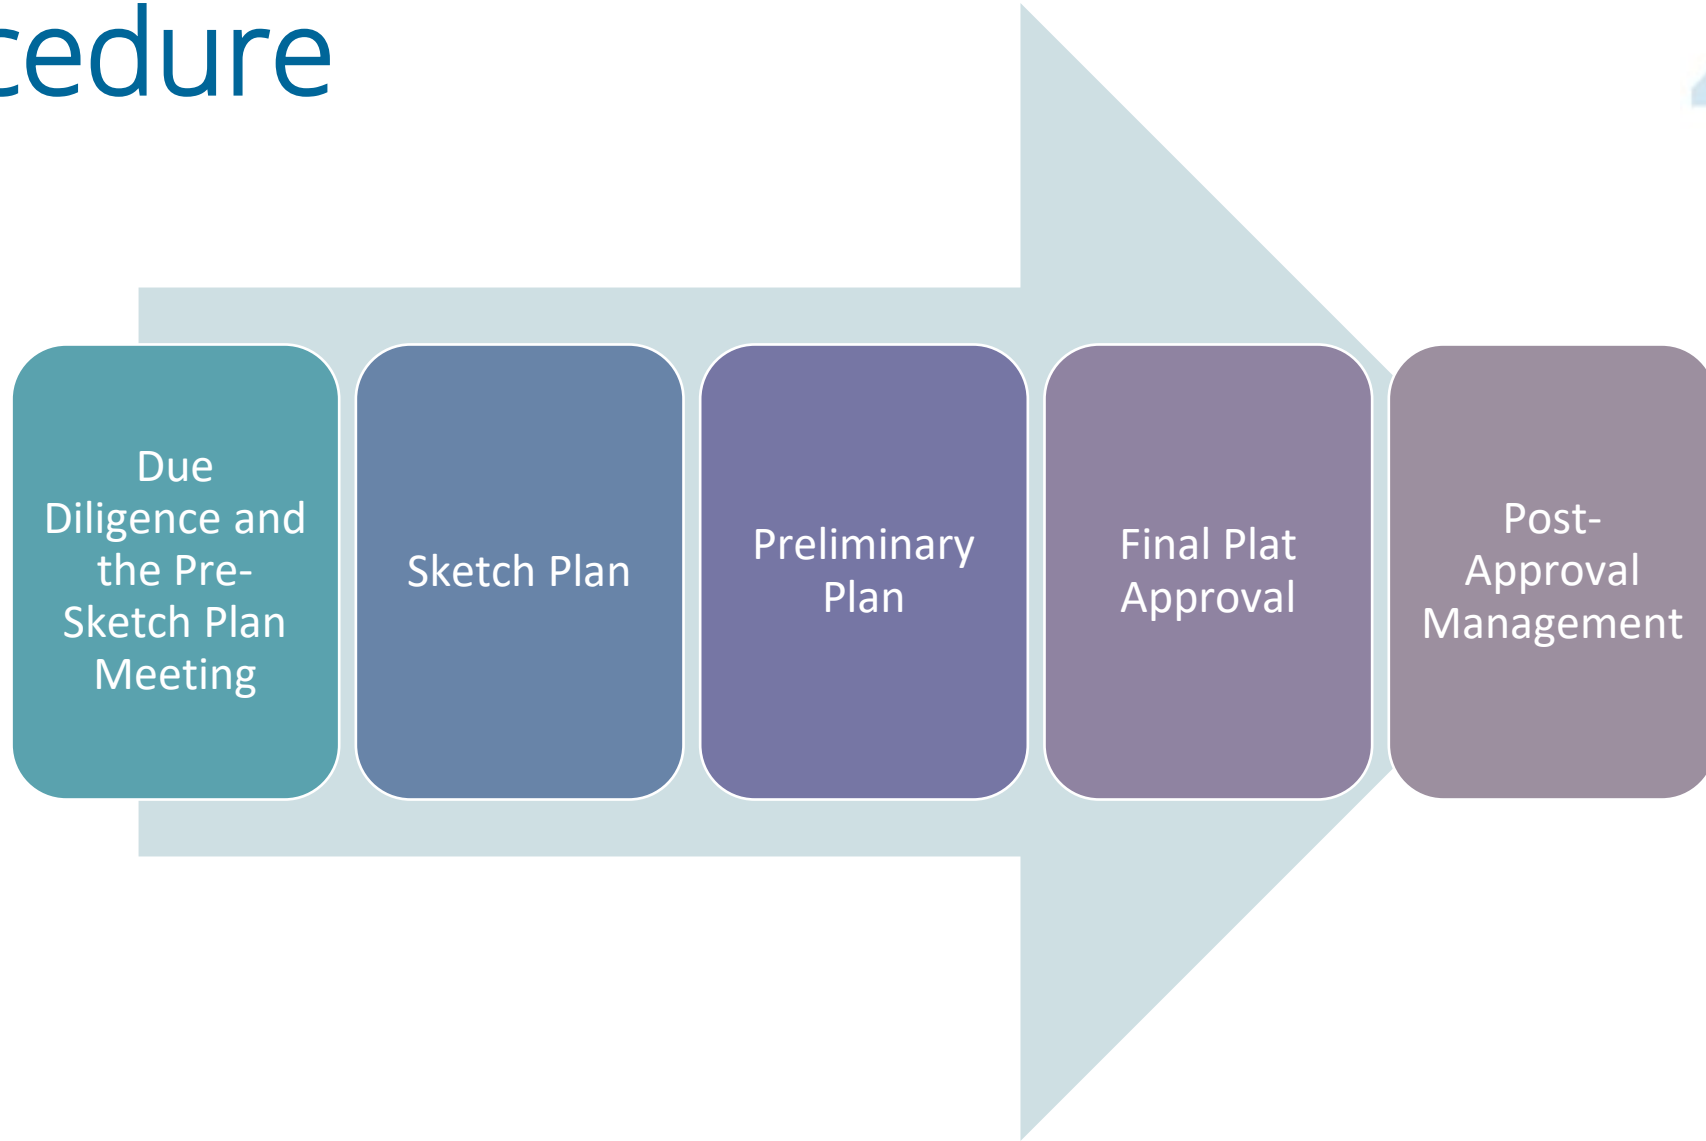 cedure
Due
Diligence and
the Pre-
Sketch Plan
Meeting
Sketch Plan
Preliminary
Plan
Final Plat
Approval
Post-
Approval
Management